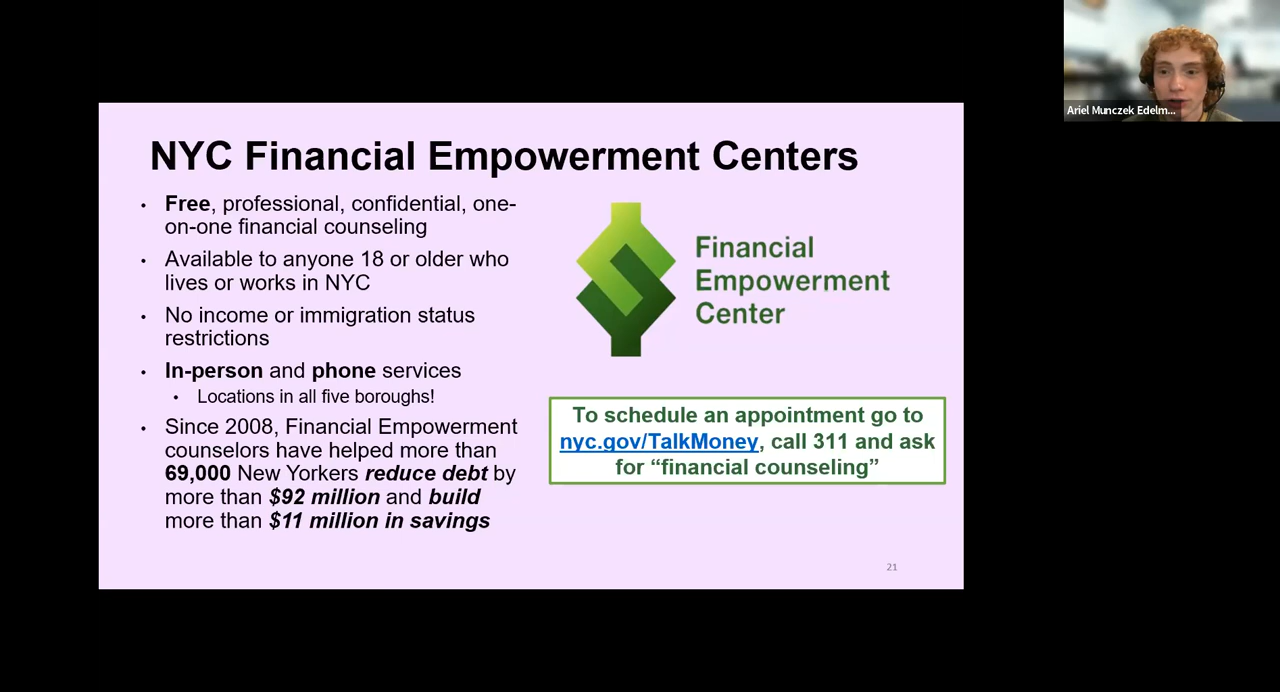 Ariel Munczek Edelm...
NYC Financial Empowerment Centers
• Free, professional, confidential, one-
on-one financial counseling
• Available to anyone 18 or older who
lives or works in NYC
• No income or immigration status
restrictions
• In-person and phone services
• Locations in all five boroughs!
• Since 2008, Financial Empowerment
counselors have helped more than
69,000 New Yorkers reduce debt by
more than $92 million and build
more than $11 million in savings
Financial
Empowerment
Center
To schedule an appointment go to
nyc.gov/TalkMoney, call 311 and ask
for “financial counseling”
21